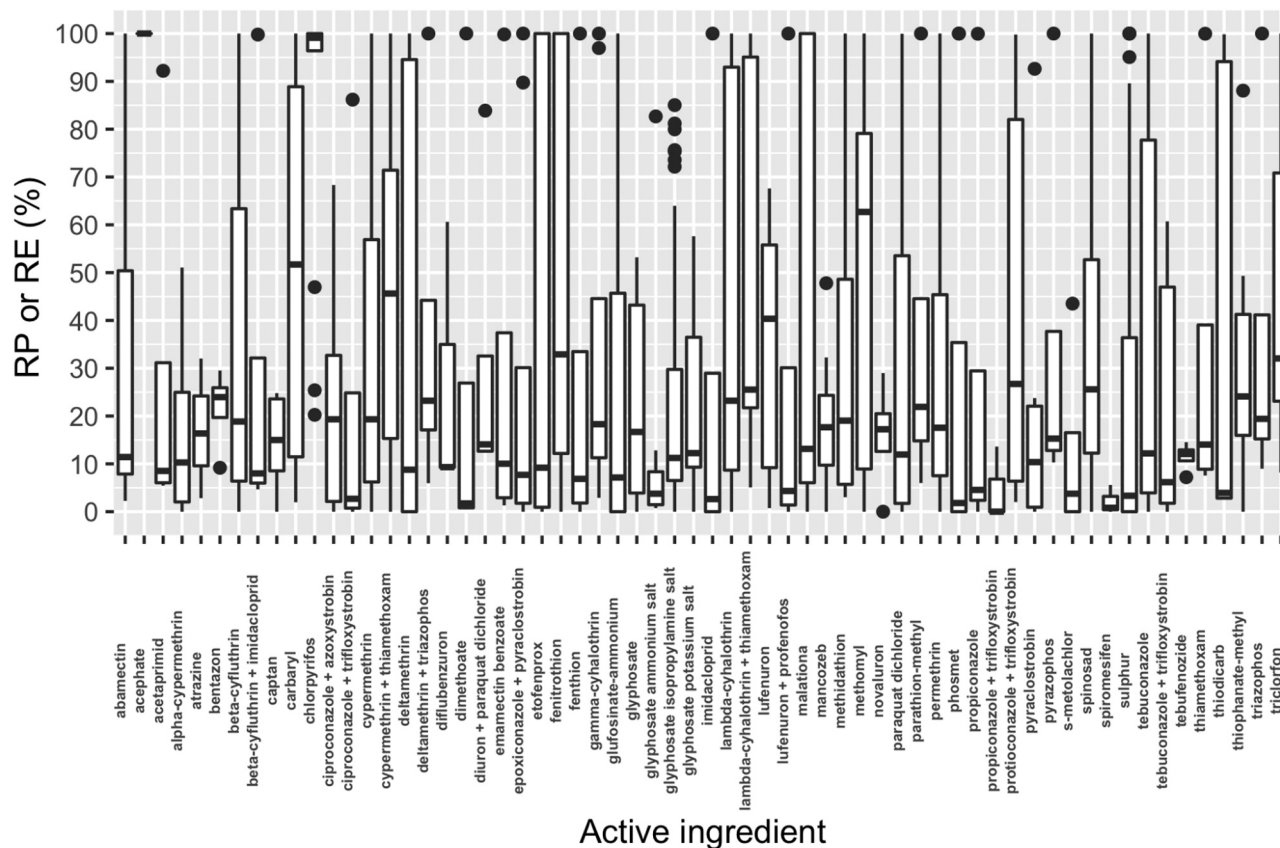 100
90
80
70
60
50
40
30
20
10
0
RP or RE (%)
abamectin
acephate
acetaprimid
alpha-cypermethrin
atrazine
bentazon
beta-cyfluthrin
beta-cyfluthrin + imidacloprid
captan
carbaryl
chlorpyrifos
ciproconazole + azoxystrobin
ciproconazole + trifloxystrobin
cypermethrin
cypermethrin + thiamethoxam
deltamethrin
deltamethrin + triazophos
diflubenzuron
dimethoate
diuron + paraquat dichloride
emamectin benzoate
epoxiconazole + pyraclostrobin
etofenprox
fenitrothion
fenthion
gamma-cyhalothrin
glufosinate-ammonium
glyphosate
glyphosate ammonium salt
glyphosate isopropylamine salt
glyphosate potassium salt
imidacloprid
lambda-cyhalothrin
lambda-cyhalothrin + thiamethoxam
lufenuron
lufenuron + profenofos
malationa
mancozeb
methidathion
methomyl
novaluron
paraquat dichloride
parathion-methyl
permethrin
phosmet
propiconazole
propiconazole + trifloxystrobin
protioconazole + trifloxystrobin
pyraclostrobin
pyrazophos
s-metolachlor
spinosad
spiromesifen
sulphur
tebuconazole
tebuconazole + trifloxystrobin
tebufenozide
thiamethoxam
thiodicarb
thiophanate-methyl
triazophos
triclorfon
Active ingredient